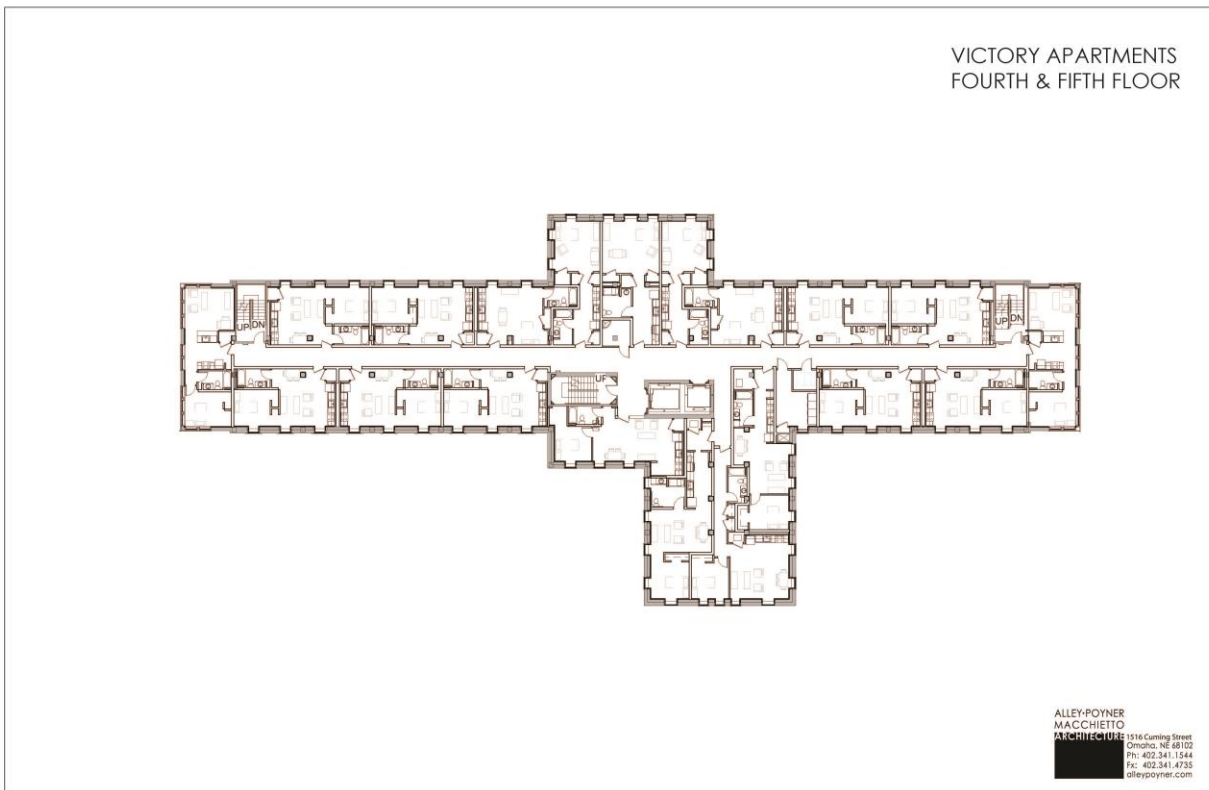 VICTORY APARTMENTS
FOURTH & FIFTH FLOOR
UP DN
UP DN
UP
ALLEY•POYNER
MACCHIETTO
ARCHITECTURE
1516 Cuming Street
Omaha, NE 68102
Ph: 402.341.1544
Fx: 402.341.4735
alleypoyner.com